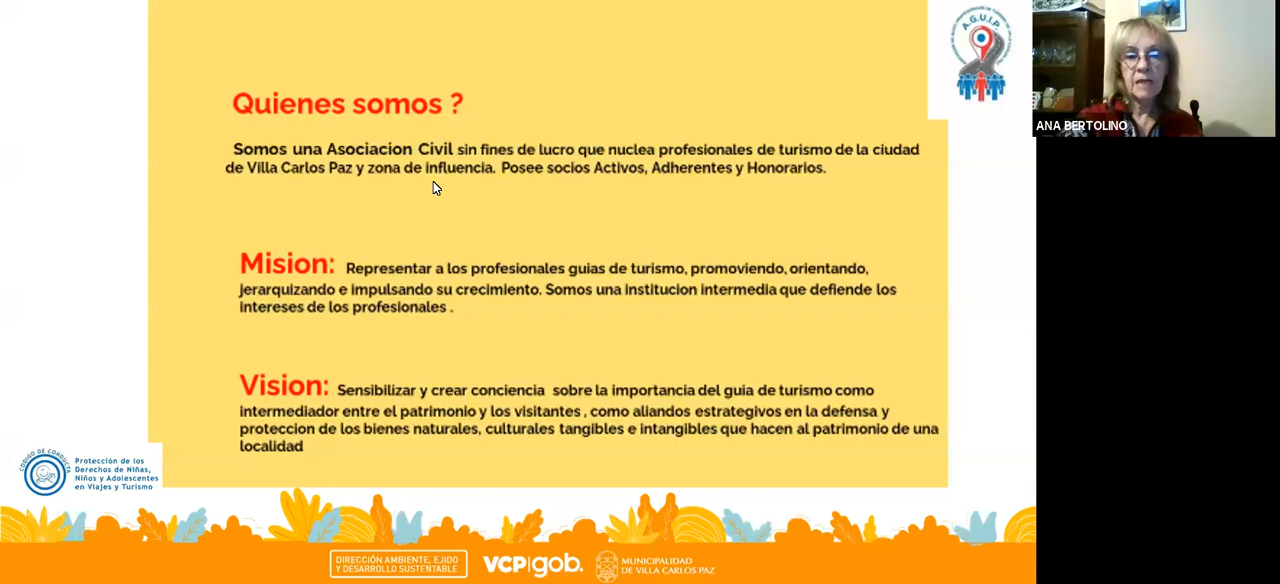 A.G.U.I.P.
ANA BERTOLINO
Quienes somos ?
Somos una Asociacion Civil sin fines de lucro que nuclea profesionales de turismo de la ciudad
de Villa Carlos Paz y zona de influencia. Posee socios Activos, Adherentes y Honorarios.
Mision: Representar a los profesionales guias de turismo, promoviendo, orientando,
jerarquizando e impulsando su crecimiento. Somos una institucion intermedia que defiende los
intereses de los profesionales .
Vision: Sensibilizar y crear conciencia sobre la importancia del guia de turismo como
intermediador entre el patrimonio y los visitantes , como aliandos estrategivos en la defensa y
proteccion de los bienes naturales, culturales tangibles e intangibles que hacen al patrimonio de una
localidad
CODIGO DE CONDUCTA
Protección de los
Derechos de Niñas,
Niños y Adolescentes
en Viajes y Turismo
DIRECCIÓN AMBIENTE, EJIDO
Y DESARROLLO SUSTENTABLE
VCP|gob.
MUNICIPALIDAD
DE VILLA CARLOS PAZ